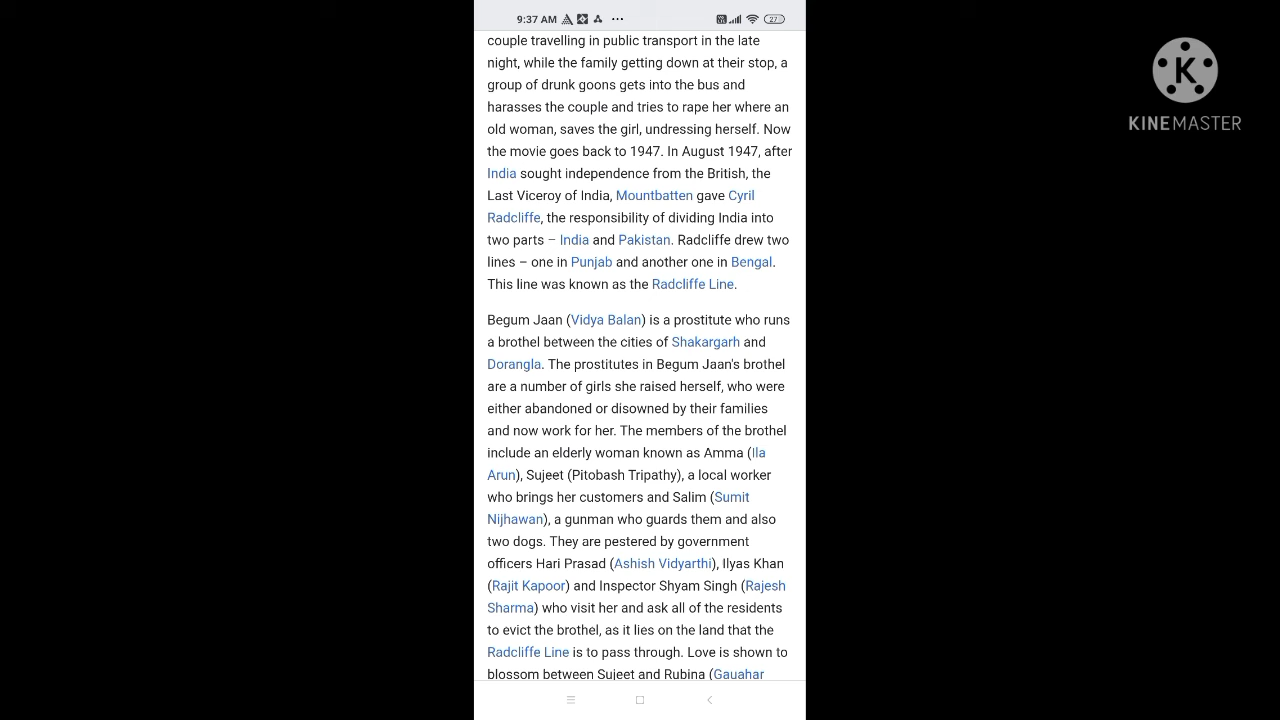 9:37 AM
27
couple travelling in public transport in the late
night, while the family getting down at their stop, a
group of drunk goons gets into the bus and
harasses the couple and tries to rape her where an
old woman, saves the girl, undressing herself. Now
the movie goes back to 1947. In August 1947, after
India sought independence from the British, the
Last Viceroy of India, Mountbatten gave Cyril
Radcliffe, the responsibility of dividing India into
two parts – India and Pakistan. Radcliffe drew two
lines – one in Punjab and another one in Bengal.
This line was known as the Radcliffe Line.
Begum Jaan (Vidya Balan) is a prostitute who runs
a brothel between the cities of Shakargarh and
Dorangla. The prostitutes in Begum Jaan's brothel
are a number of girls she raised herself, who were
either abandoned or disowned by their families
and now work for her. The members of the brothel
include an elderly woman known as Amma (Ila
Arun), Sujeet (Pitobash Tripathy), a local worker
who brings her customers and Salim (Sumit
Nijhawan), a gunman who guards them and also
two dogs. They are pestered by government
officers Hari Prasad (Ashish Vidyarthi), Ilyas Khan
(Rajit Kapoor) and Inspector Shyam Singh (Rajesh
Sharma) who visit her and ask all of the residents
to evict the brothel, as it lies on the land that the
Radcliffe Line is to pass through. Love is shown to
blossom between Sujeet and Rubina (Gauahar
K
KINEMASTER